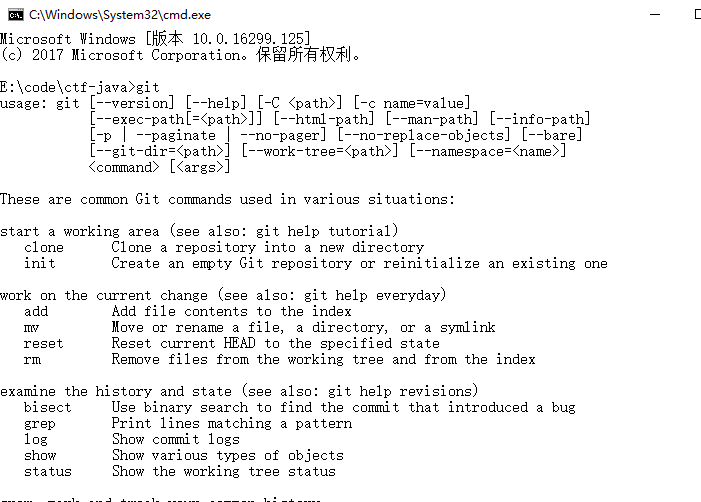 C:\Windows\System32\cmd.exe
Microsoft Windows [版本 10.0.16299.125]
(c) 2017 Microsoft Corporation。保留所有权利。
E:\code\ctf-java>git
usage: git [--version] [--help] [-C <path>] [-c name=value]
[--exec-path[=<path>]] [--html-path] [--man-path] [--info-path]
[-p | --paginate | --no-pager] [--no-replace-objects] [--bare]
[--git-dir=<path>] [--work-tree=<path>] [--namespace=<name>]
<command> [<args>]
These are common Git commands used in various situations:
start a working area (see also: git help tutorial)
clone Clone a repository into a new directory
init Create an empty Git repository or reinitialize an existing one
work on the current change (see also: git help everyday)
add Add file contents to the index
mv Move or rename a file, a directory, or a symlink
reset Reset current HEAD to the specified state
rm Remove files from the working tree and from the index
examine the history and state (see also: git help revisions)
bisect Use binary search to find the commit that introduced a bug
grep Print lines matching a pattern
log Show commit logs
show Show various types of objects
status Show the working tree status